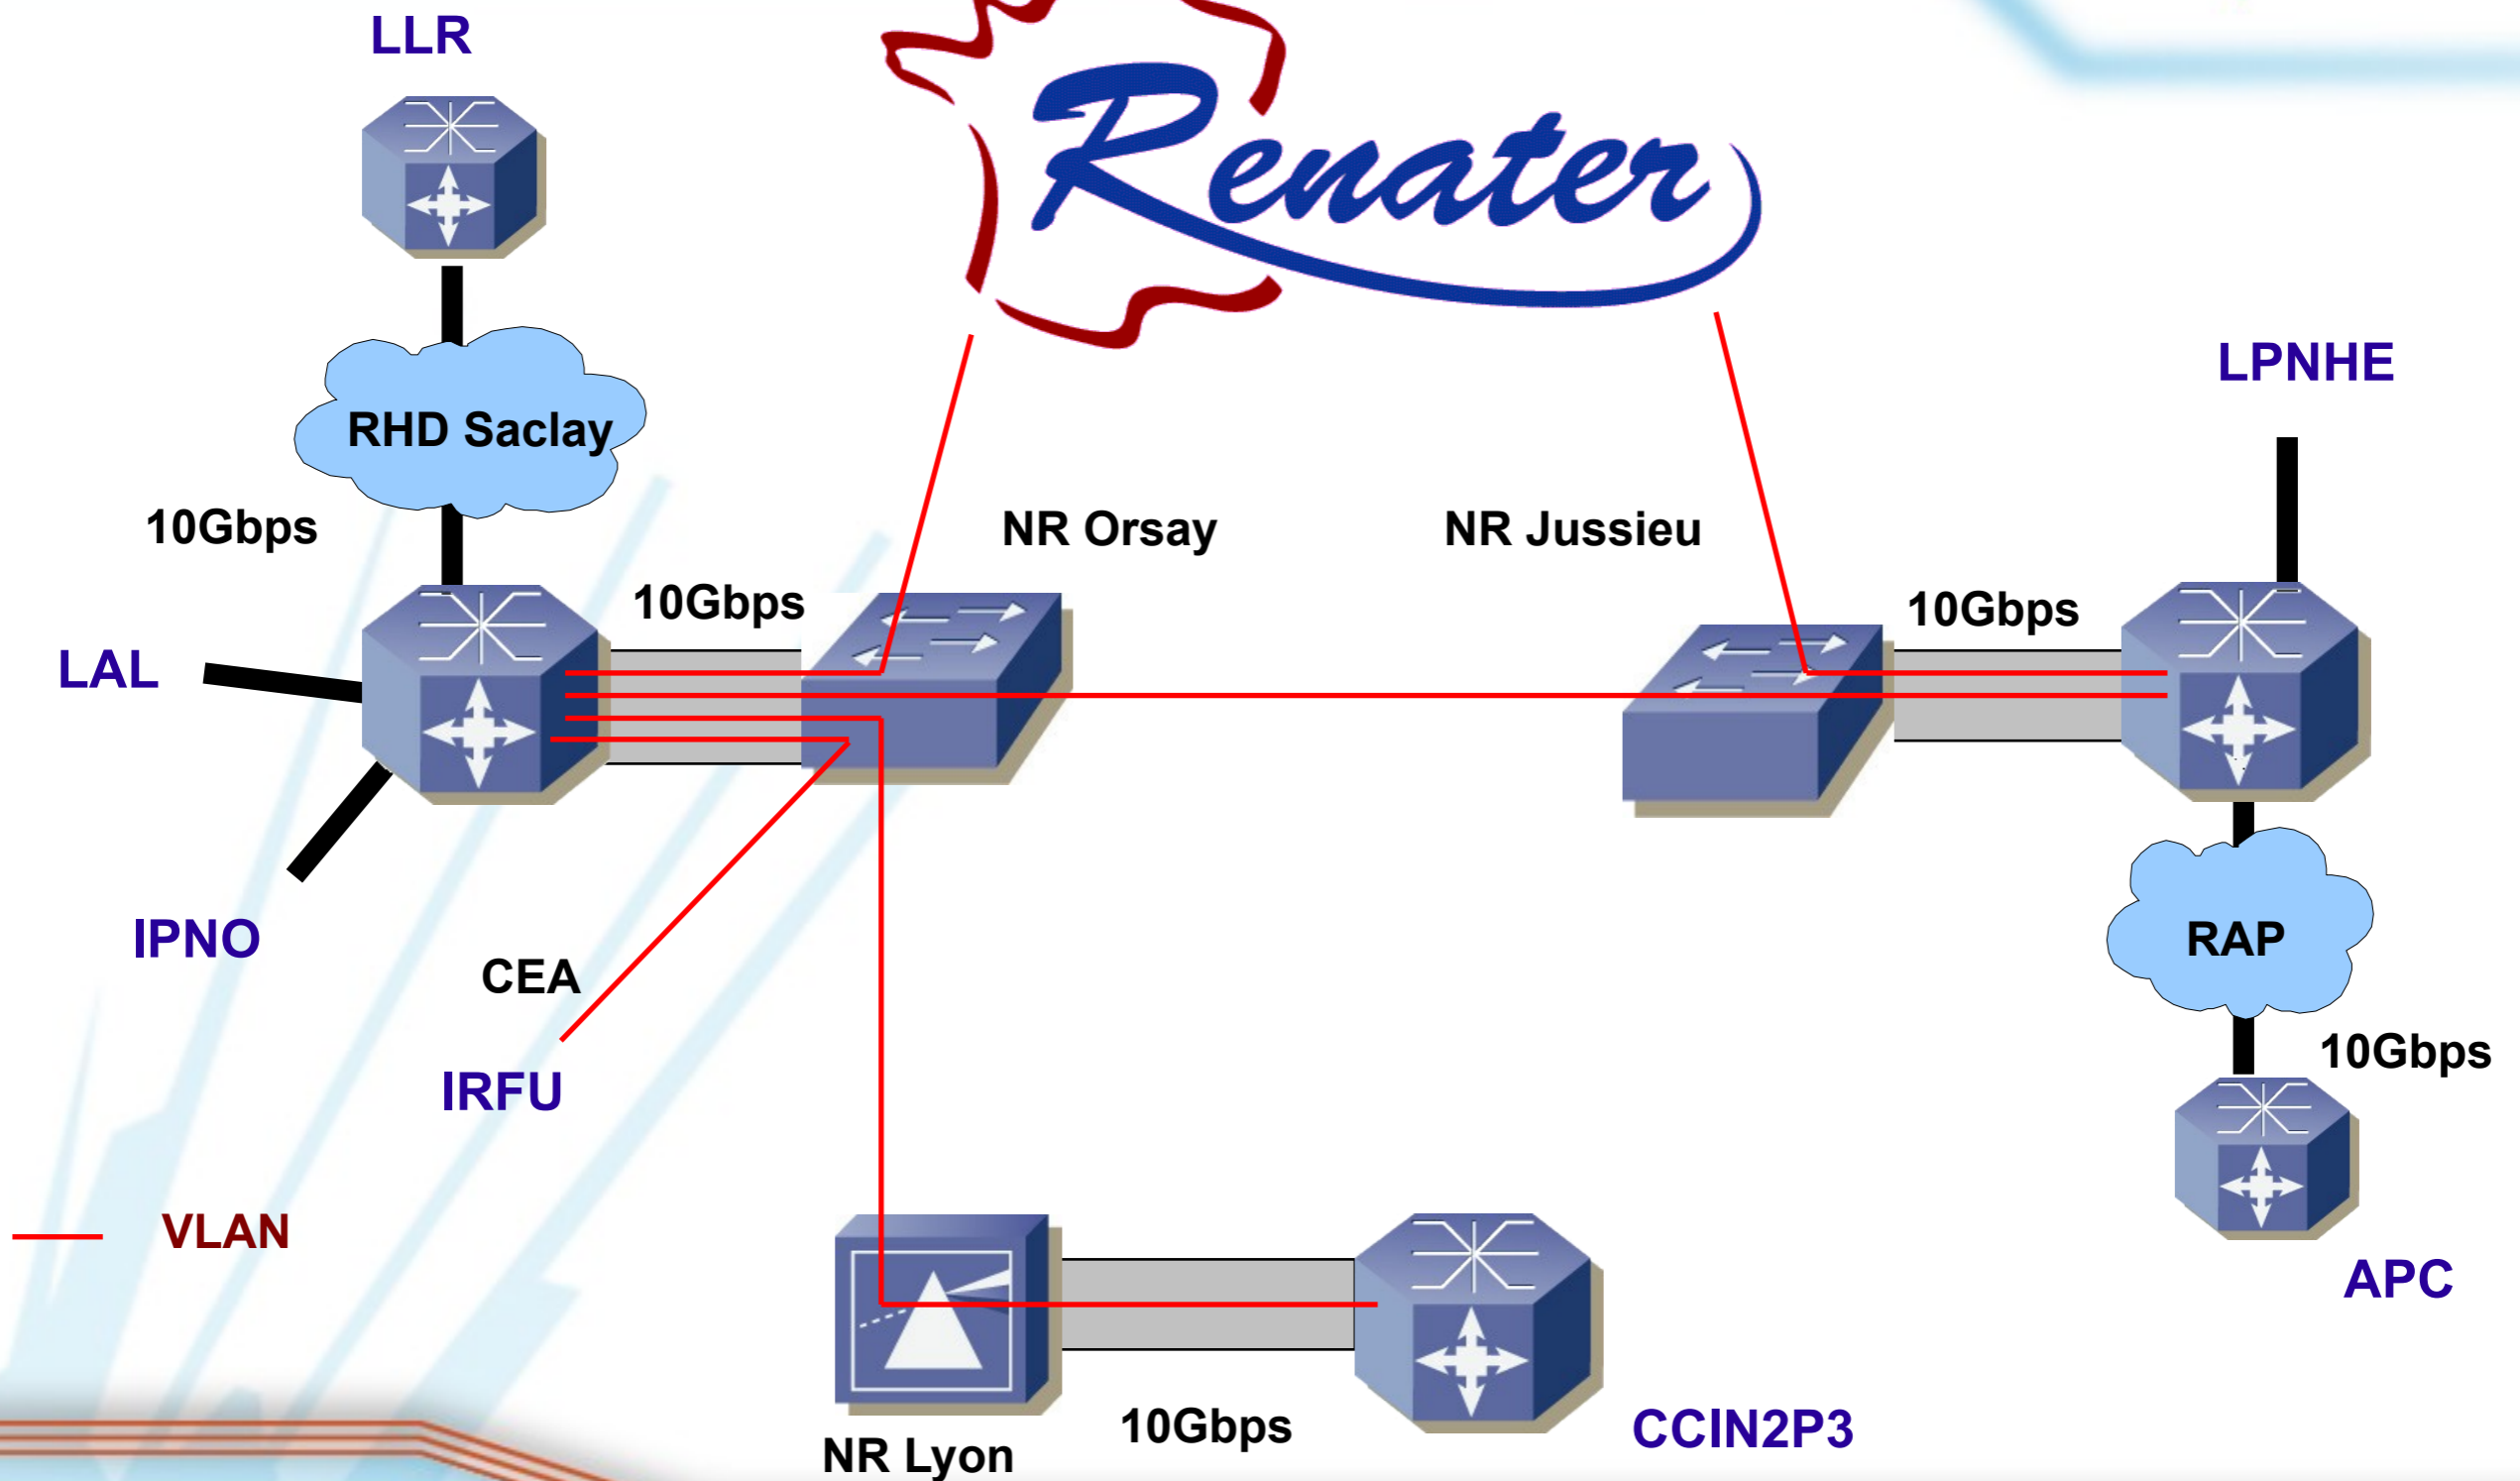 LLR
Renater
LPNHE
RHD Saclay
10Gbps
NR Orsay
NR Jussieu
10Gbps
10Gbps
LAL
IPNO
CEA
RAP
10Gbps
IRFU
VLAN
APC
10Gbps
CCIN2P3
NR Lyon